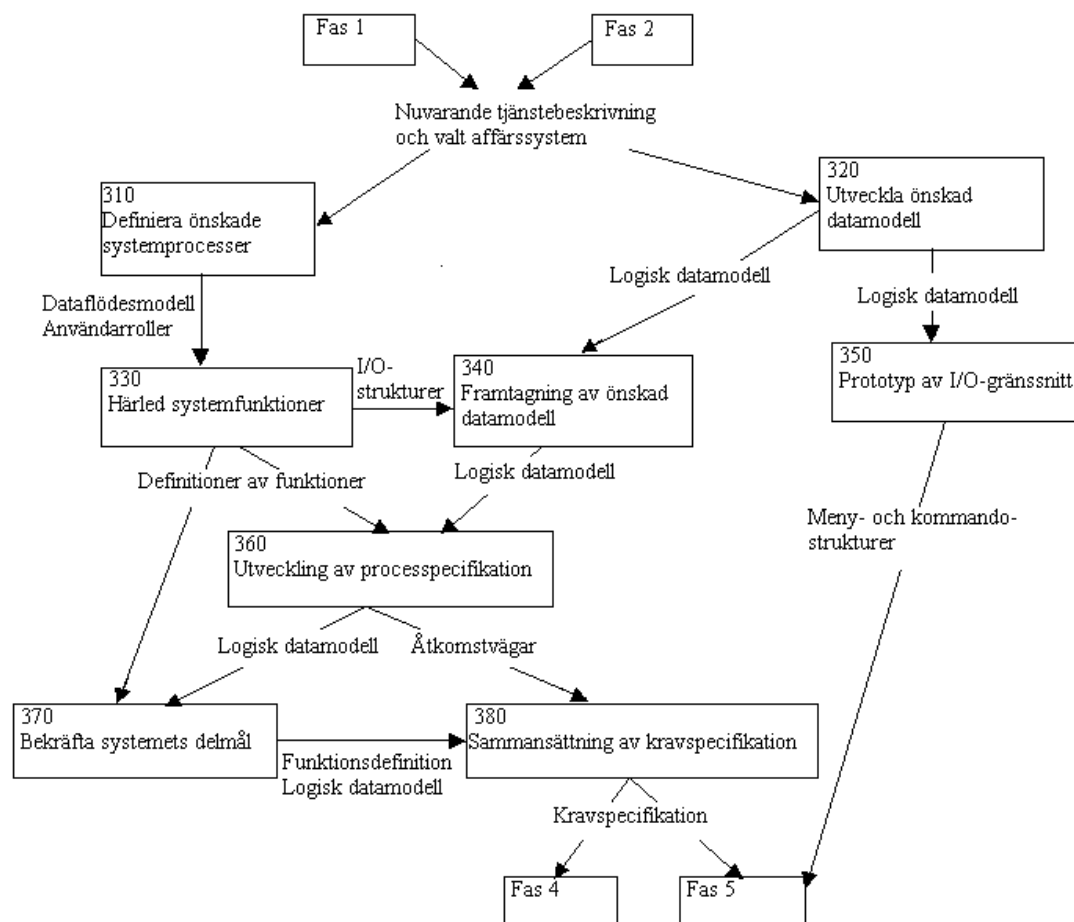 Fas 1
Fas 2
Nuvarande tjänstebeskrivning
och valt affärssystem
310
Definiera önskade
systemprocesser
320
Utveckla önskad
datamodell
Logisk datamodell
Logisk datamodell
Dataflödesmodell
Användarroller
330
Härled systemfunktioner
I/O-
strukturer
340
Framtagning av önskad
datamodell
350
Prototyp av I/O-gränssnitt
Definitioner av funktioner
Logisk datamodell
Meny- och kommando-
strukturer
360
Utveckling av processpecifikation
Logisk datamodell
Åtkomstvägar
370
Bekräfta systemets delmål
380
Sammansättning av kravspecifikation
Funktionsdefinition
Logisk datamodell
Kravspecifikation
Fas 4
Fas 5